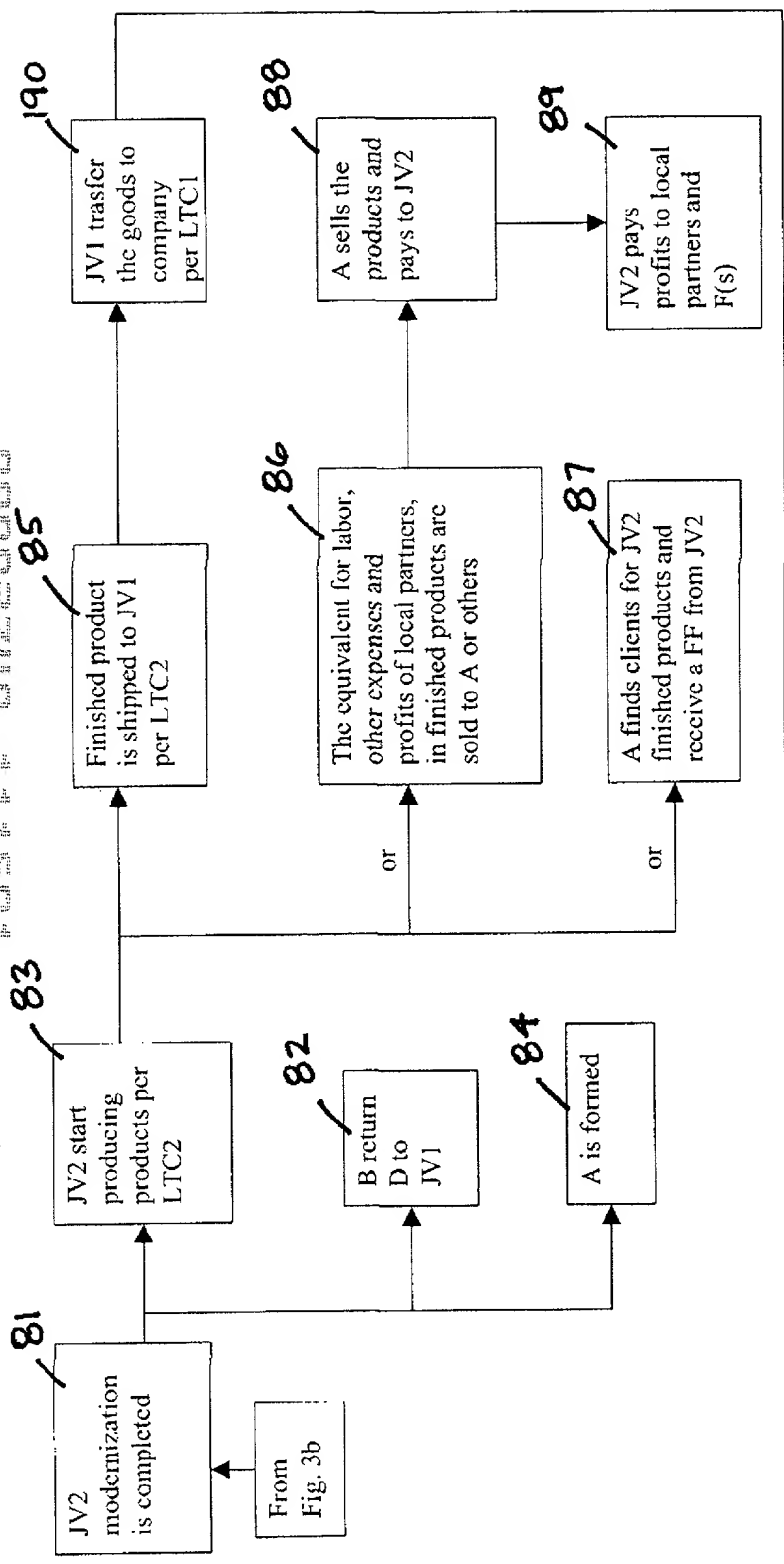 81
JV2
modernization
is completed
From
Fig. 3b
83
JV2 start
producing
products per
LTC2
82
B return
D to
JV1
84
A is formed
85
Finished product
is shipped to JV1
per LTC2
or
86
The equivalent for labor,
other expenses and
profits of local partners,
in finished products are
sold to A or others
or
87
A finds clients for JV2
finished products and
receive a FF from JV2
190
JV1 trasfer
the goods to
company
per LTC1
88
A sells the
products and
pays to JV2
89
JV2 pays
profits to local
partners and
F(s)